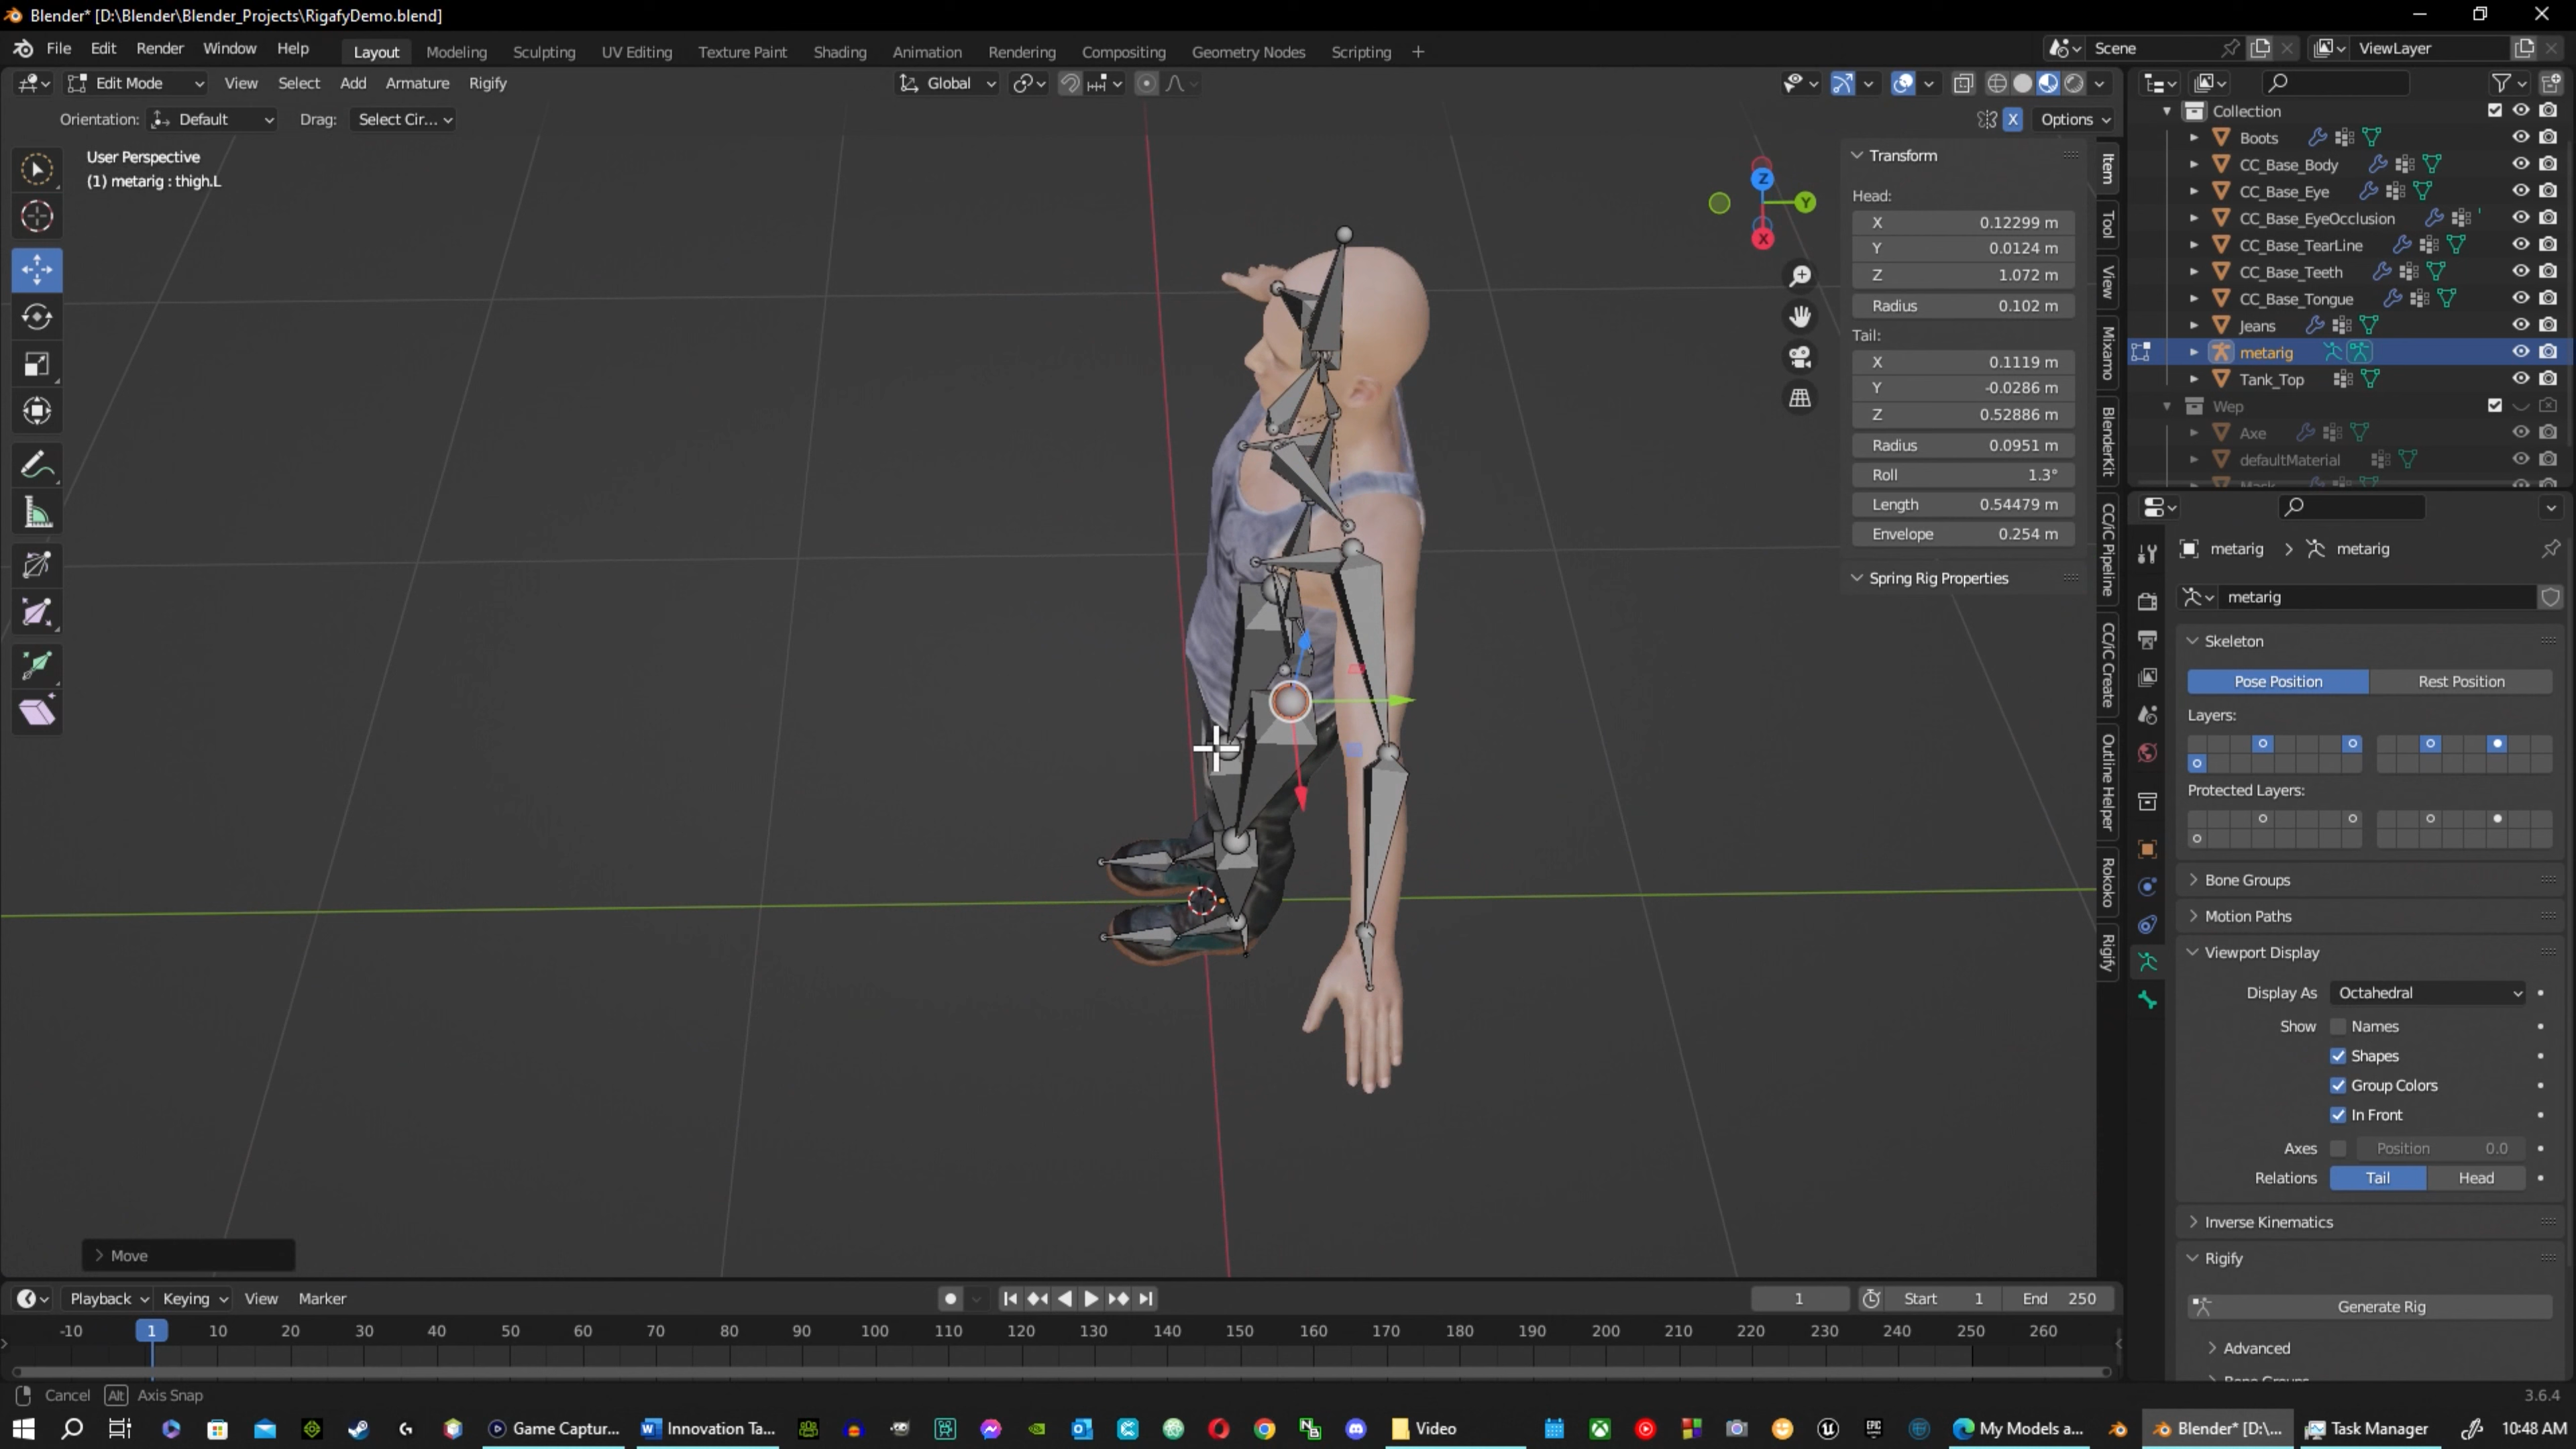 Blender* [D:\Blender\Blender_Projects\RigafyDemo.blend]
File Edit Render Window Help
Layout Modeling Sculpting UV Editing Texture Paint Shading Animation Rendering Compositing Geometry Nodes Scripting +
Scene
ViewLayer
Edit Mode View Select Add Armature Rigify
Global
Orientation: Default Drag: Select Cir...
X Options
User Perspective
(1) metarig : thigh.L
Z
Y
X
Transform
Head:
X 0.12299 m
Y 0.0124 m
Z 1.072 m
Radius 0.102 m
Tail:
X 0.1119 m
Y -0.0286 m
Z 0.52886 m
Radius 0.0951 m
Roll 1.3°
Length 0.54479 m
Envelope 0.254 m
Spring Rig Properties
Item
Tool
View
Mixamo
BlenderKit
CC/iC Pipeline
CC/iC Create
Outline Helper
Rokoko
Rigify
Collection
Boots
CC_Base_Body
CC_Base_Eye
CC_Base_EyeOcclusion
CC_Base_TearLine
CC_Base_Teeth
CC_Base_Tongue
Jeans
metarig
Tank_Top
Wep
Axe
defaultMaterial
metarig > metarig
metarig
Skeleton
Pose Position Rest Position
Layers:
Protected Layers:
Bone Groups
Motion Paths
Viewport Display
Display As Octahedral
Show Names
Shapes
Group Colors
In Front
Axes Position 0.0
Relations Tail Head
Inverse Kinematics
Rigify
Generate Rig
Advanced
Move
Playback Keying View Marker
1 Start 1 End 250
-10 1 10 20 30 40 50 60 70 80 90 100 110 120 130 140 150 160 170 180 190 200 210 220 230 240 250 260
Cancel Alt Axis Snap
3.6.4
Game Captur... Innovation Ta... Video My Models a... Blender* [D:\... Task Manager 10:48 AM